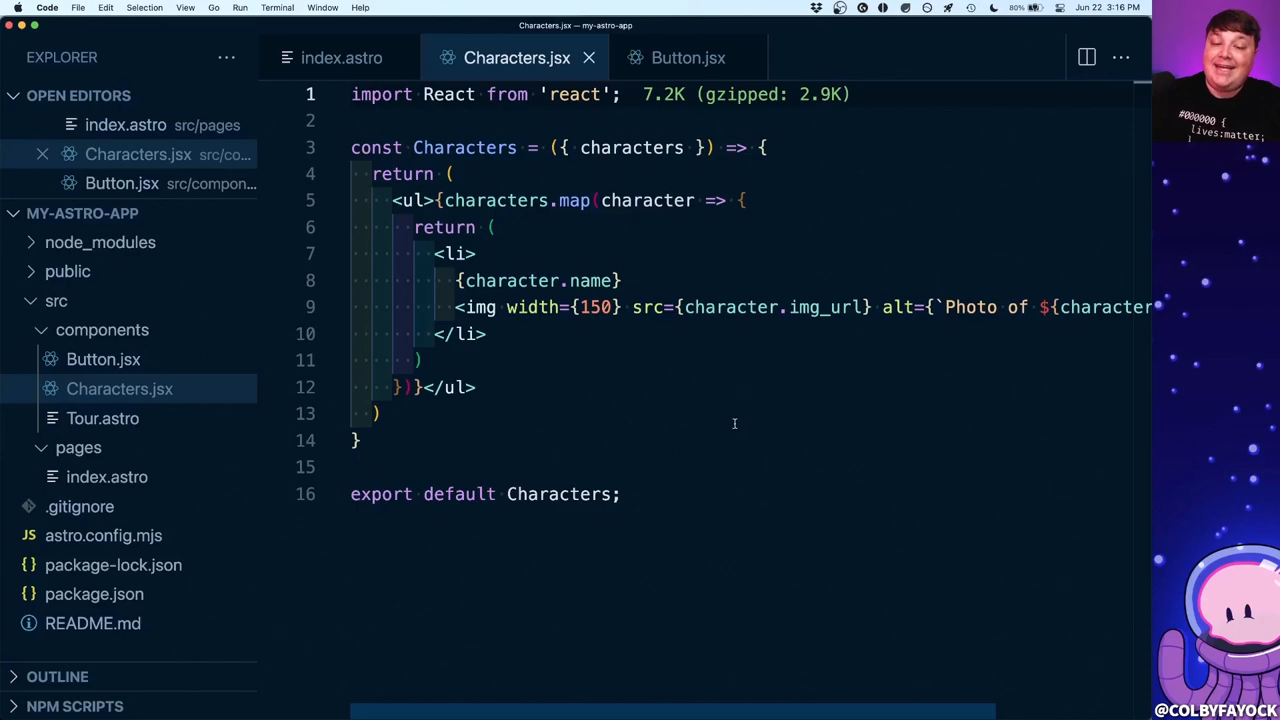 Code File Edit Selection View Go Run Terminal Window Help 80% Jun 22 3:16 PM
Characters.jsx — my-astro-app
EXPLORER
OPEN EDITORS
index.astro src/pages
Characters.jsx src/co...
Button.jsx src/compon...
MY-ASTRO-APP
node_modules
public
src
components
Button.jsx
Characters.jsx
Tour.astro
pages
index.astro
.gitignore
JS astro.config.mjs
{} package-lock.json
{} package.json
README.md
OUTLINE
NPM SCRIPTS
index.astro Characters.jsx Button.jsx
1 import React from 'react'; 7.2K (gzipped: 2.9K)
2
3 const Characters = ({ characters }) => {
4 return (
5 <ul>{characters.map(character => {
6 return (
7 <li>
8 {character.name}
9 <img width={150} src={character.img_url} alt={`Photo of ${character
10 </li>
11 )
12 })}</ul>
13 )
14 }
15
16 export default Characters;
#000000 {
lives:matter;
@COLBYFAYOCK